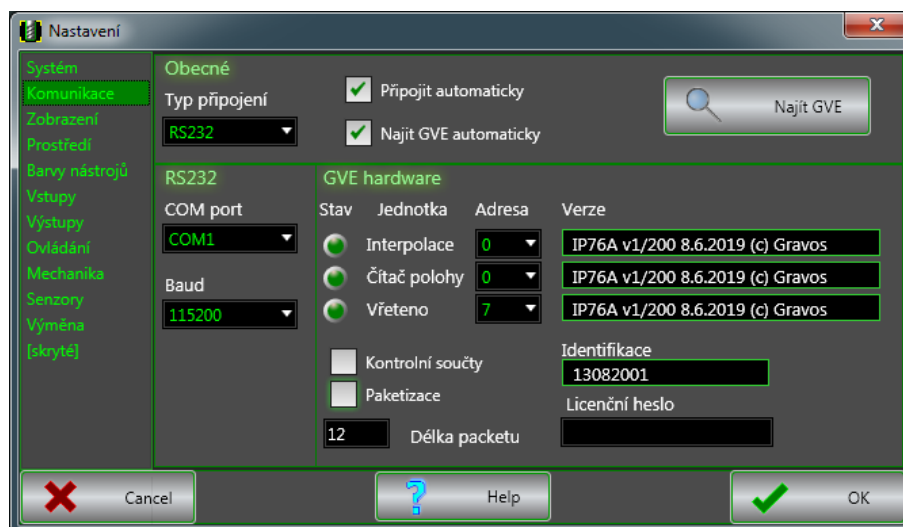 Nastavení
Systém
Komunikace
Zobrazení
Prostředí
Barvy nástrojů
Vstupy
Výstupy
Ovládání
Mechanika
Senzory
Výměna
[skryté]
Obecné
Typ připojení
RS232
Připojit automaticky
Najit GVE automaticky
Najít GVE
RS232
COM port
COM1
Baud
115200
GVE hardware
Stav Jednotka Adresa Verze
Interpolace 0 IP76A v1/200 8.6.2019 (c) Gravos
Čítač polohy 0 IP76A v1/200 8.6.2019 (c) Gravos
Vřeteno 7 IP76A v1/200 8.6.2019 (c) Gravos
Kontrolní součty
Paketizace
12 Délka packetu
Identifikace
13082001
Licenční heslo
Cancel
Help
OK